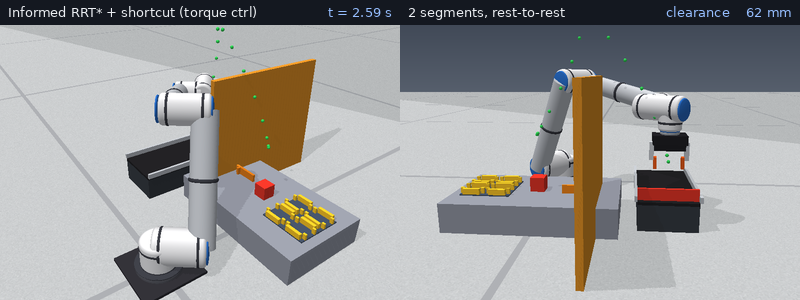 Informed RRT* + shortcut (torque ctrl)
t = 2.59 s
2 segments, rest-to-rest
clearance 62 mm